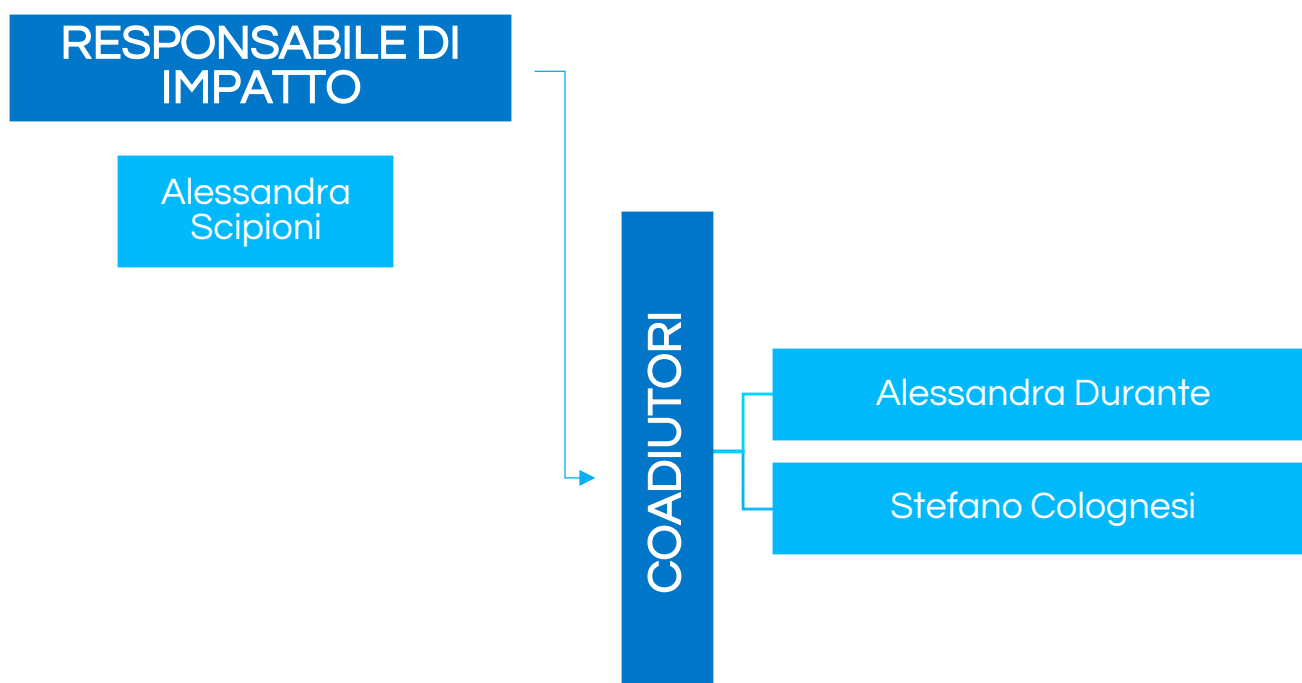 RESPONSABILE DI
IMPATTO
Alessandra
Scipioni
COADIUTORI
Alessandra Durante
Stefano Colognesi